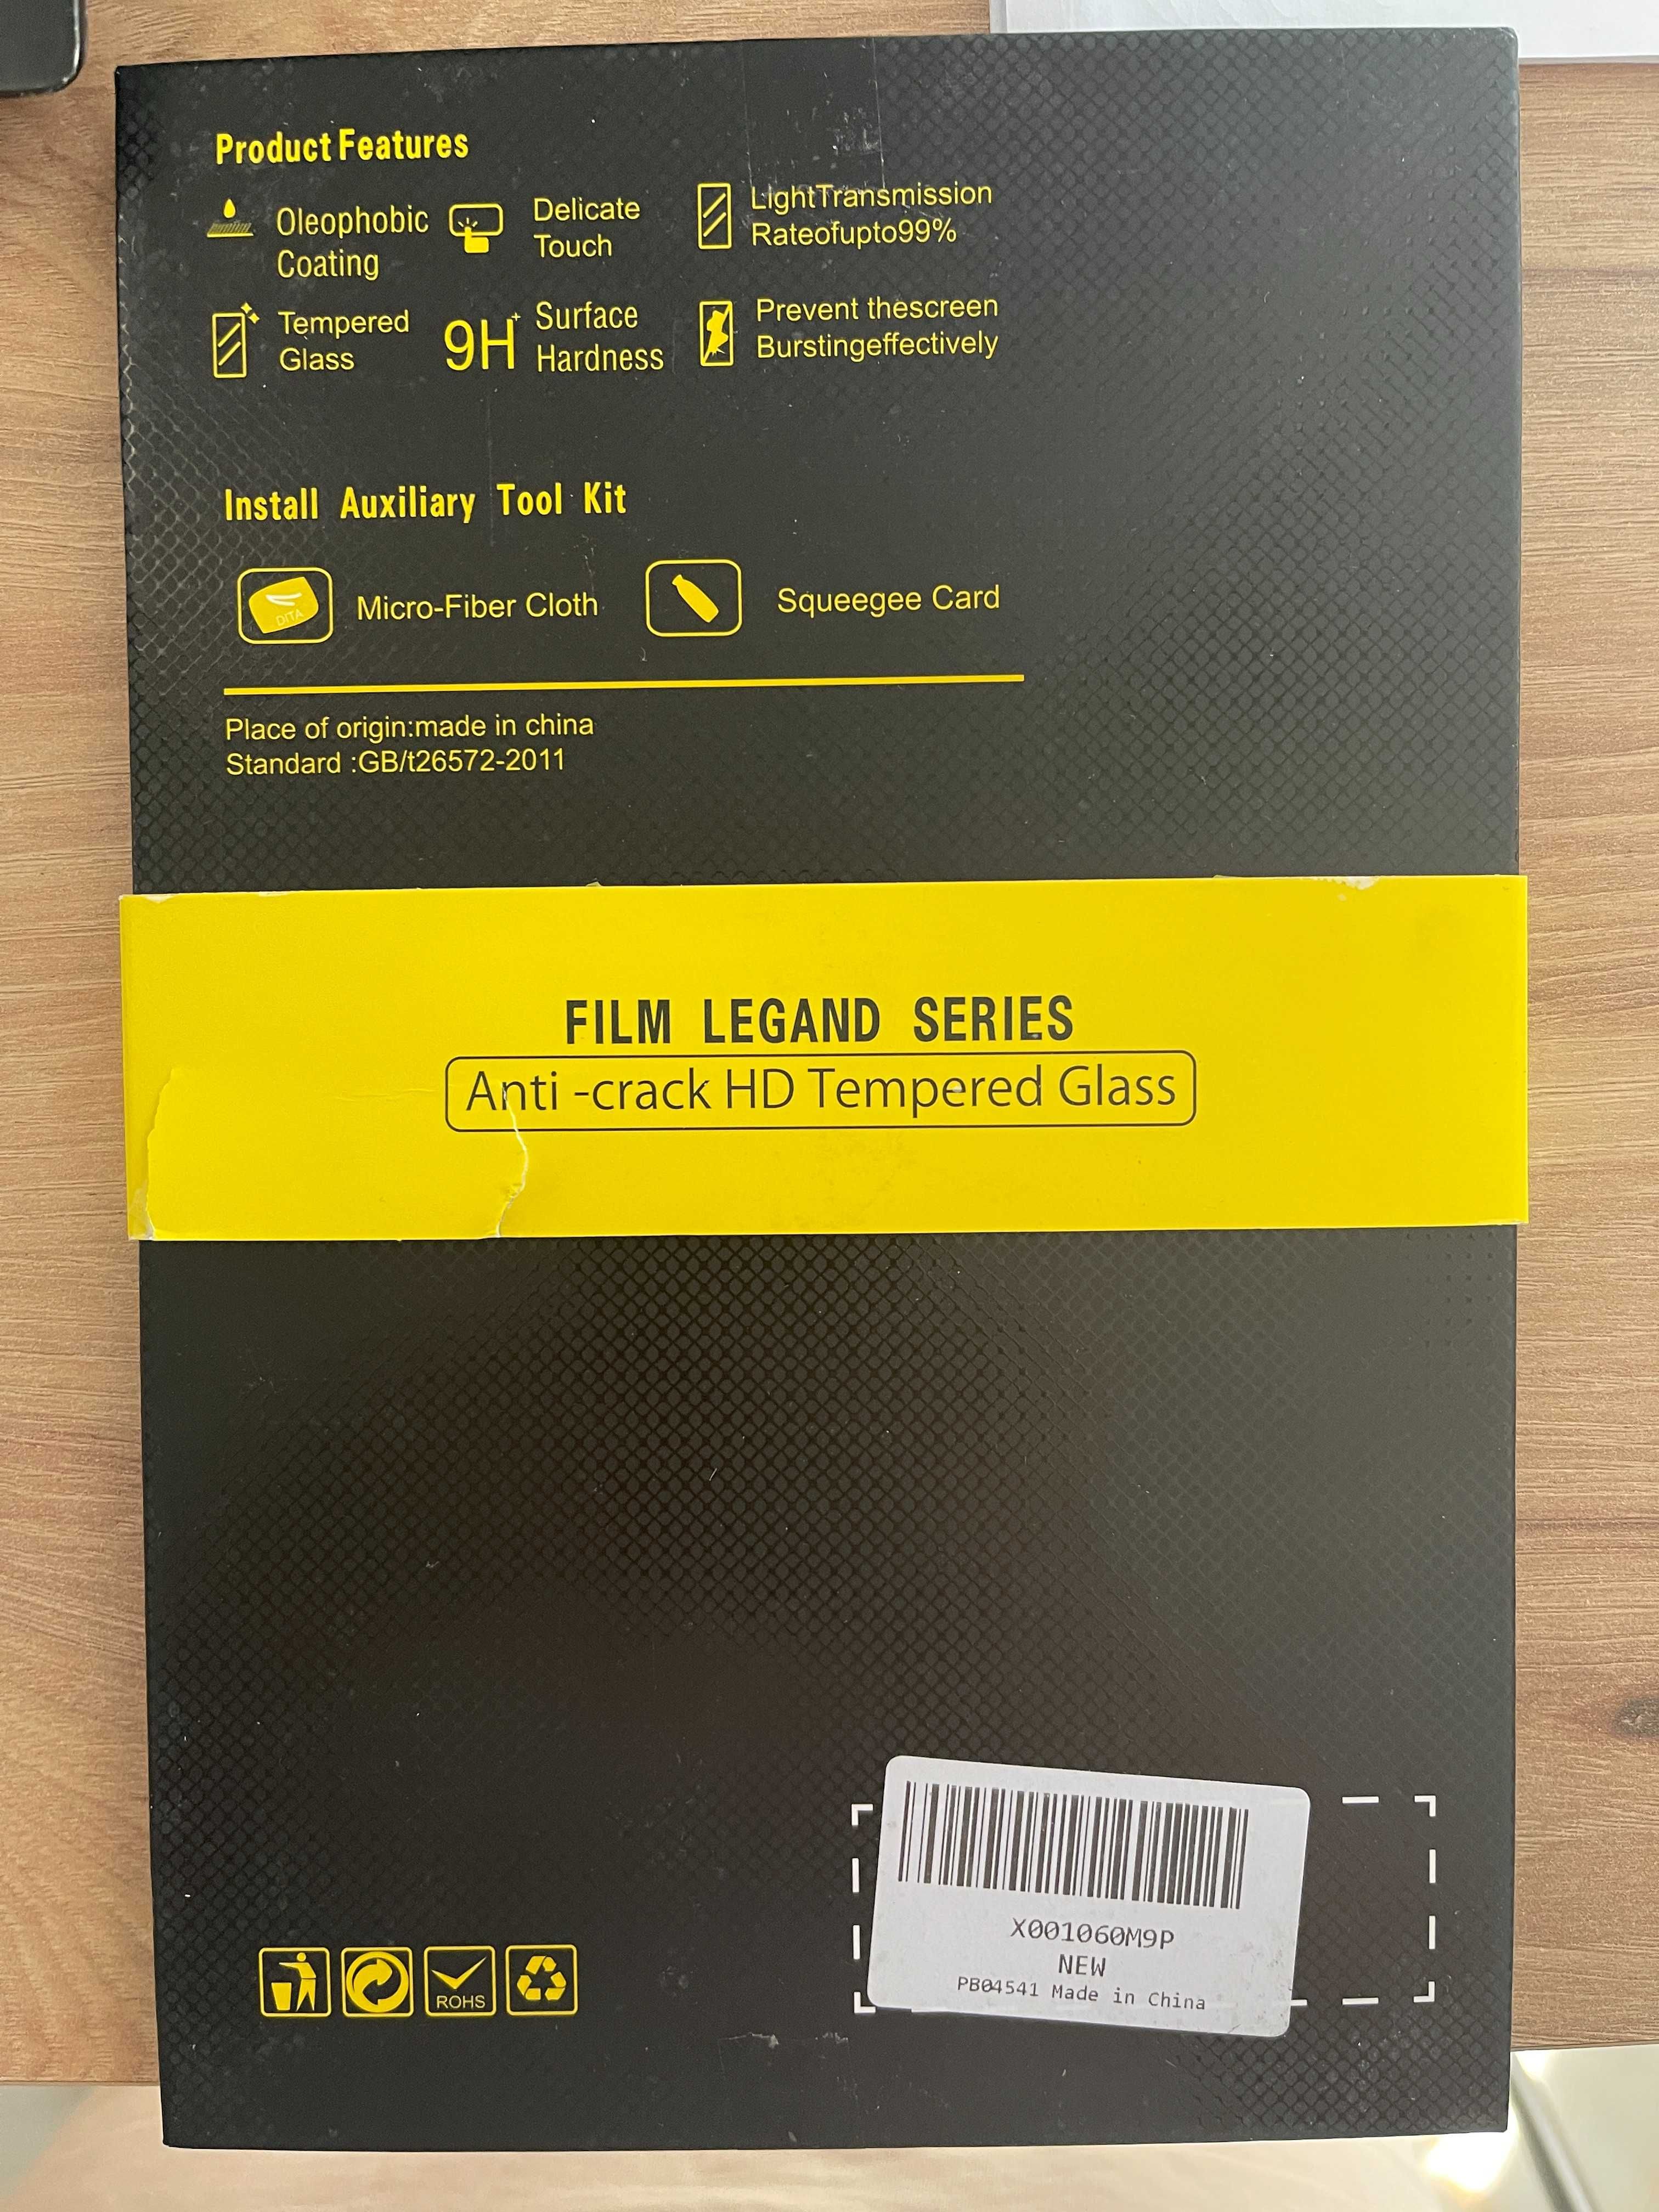 Product Features
Oleophobic
Coating
Delicate
Touch
LightTransmission
Rateofupto99%
Tempered
Glass
9H+
Surface
Hardness
Prevent thescreen
Burstingeffectively
Install Auxiliary Tool Kit
DITA
Micro-Fiber Cloth
Squeegee Card
Place of origin:made in china
Standard :GB/t26572-2011
FILM LEGAND SERIES
Anti -crack HD Tempered Glass
ROHS
X001060M9P
NEW
PB04541 Made in China